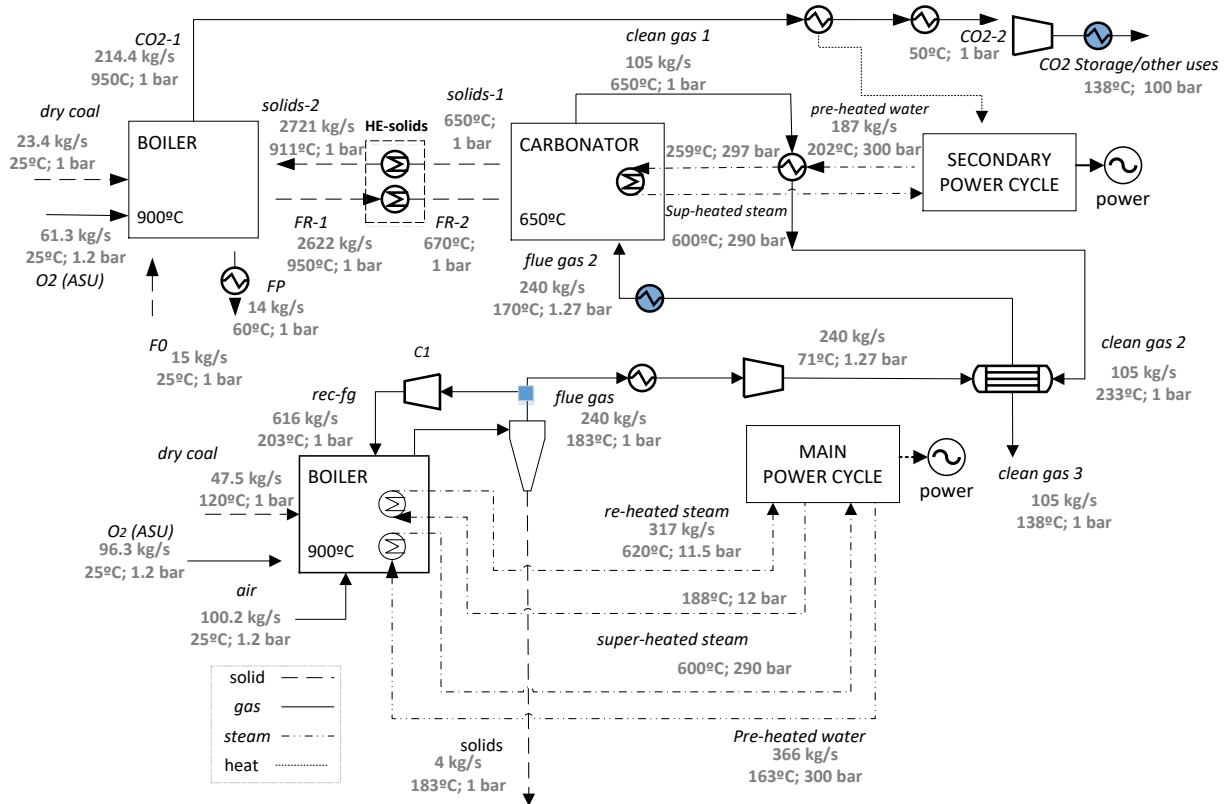 CO2-1
214.4 kg/s
950C; 1 bar
dry coal
23.4 kg/s
25ºC; 1 bar
BOILER
900ºC
61.3 kg/s
25ºC; 1.2 bar
O2 (ASU)
FP
14 kg/s
60ºC; 1 bar
F0
15 kg/s
25ºC; 1 bar
solids-2
2721 kg/s
911ºC; 1 bar
HE-solids
solids-1
650ºC;
1 bar
FR-1
2622 kg/s
950ºC; 1 bar
FR-2
670ºC;
1 bar
clean gas 1
105 kg/s
650ºC; 1 bar
CARBONATOR
650ºC
259ºC; 297 bar
Sup-heated steam
600ºC; 290 bar
pre-heated water
187 kg/s
202ºC; 300 bar
SECONDARY
POWER CYCLE
power
CO2-2
50ºC; 1 bar
CO2 Storage/other uses
138ºC; 100 bar
flue gas 2
240 kg/s
170ºC; 1.27 bar
240 kg/s
71ºC; 1.27 bar
clean gas 2
105 kg/s
233ºC; 1 bar
clean gas 3
105 kg/s
138ºC; 1 bar
C1
rec-fg
616 kg/s
203ºC; 1 bar
flue gas
240 kg/s
183ºC; 1 bar
dry coal
47.5 kg/s
120ºC; 1 bar
BOILER
900ºC
O2 (ASU)
96.3 kg/s
25ºC; 1.2 bar
air
100.2 kg/s
25ºC; 1.2 bar
MAIN
POWER CYCLE
power
re-heated steam
317 kg/s
620ºC; 11.5 bar
188ºC; 12 bar
super-heated steam
600ºC; 290 bar
Pre-heated water
366 kg/s
163ºC; 300 bar
solids
4 kg/s
183ºC; 1 bar
solid
gas
steam
heat